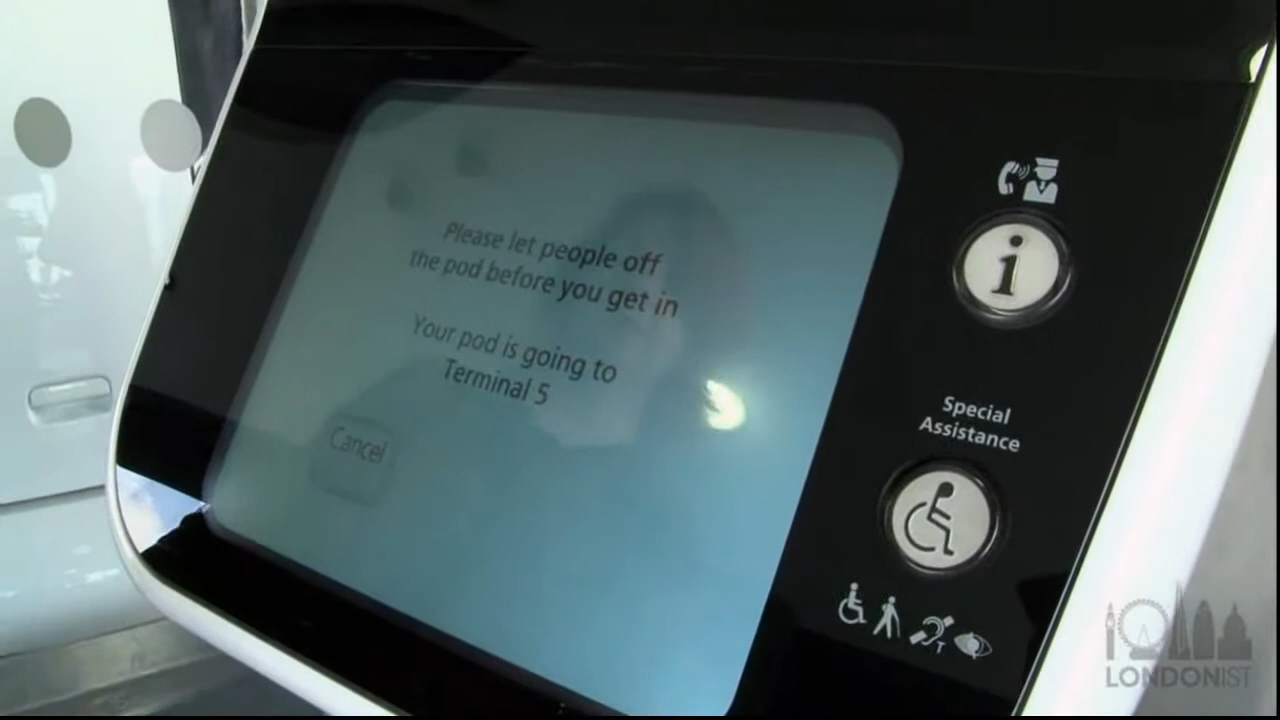 Please let people off
the pod before you get in
Your pod is going to
Terminal 5
Cancel
i
Special
Assistance
T
LONDONIST